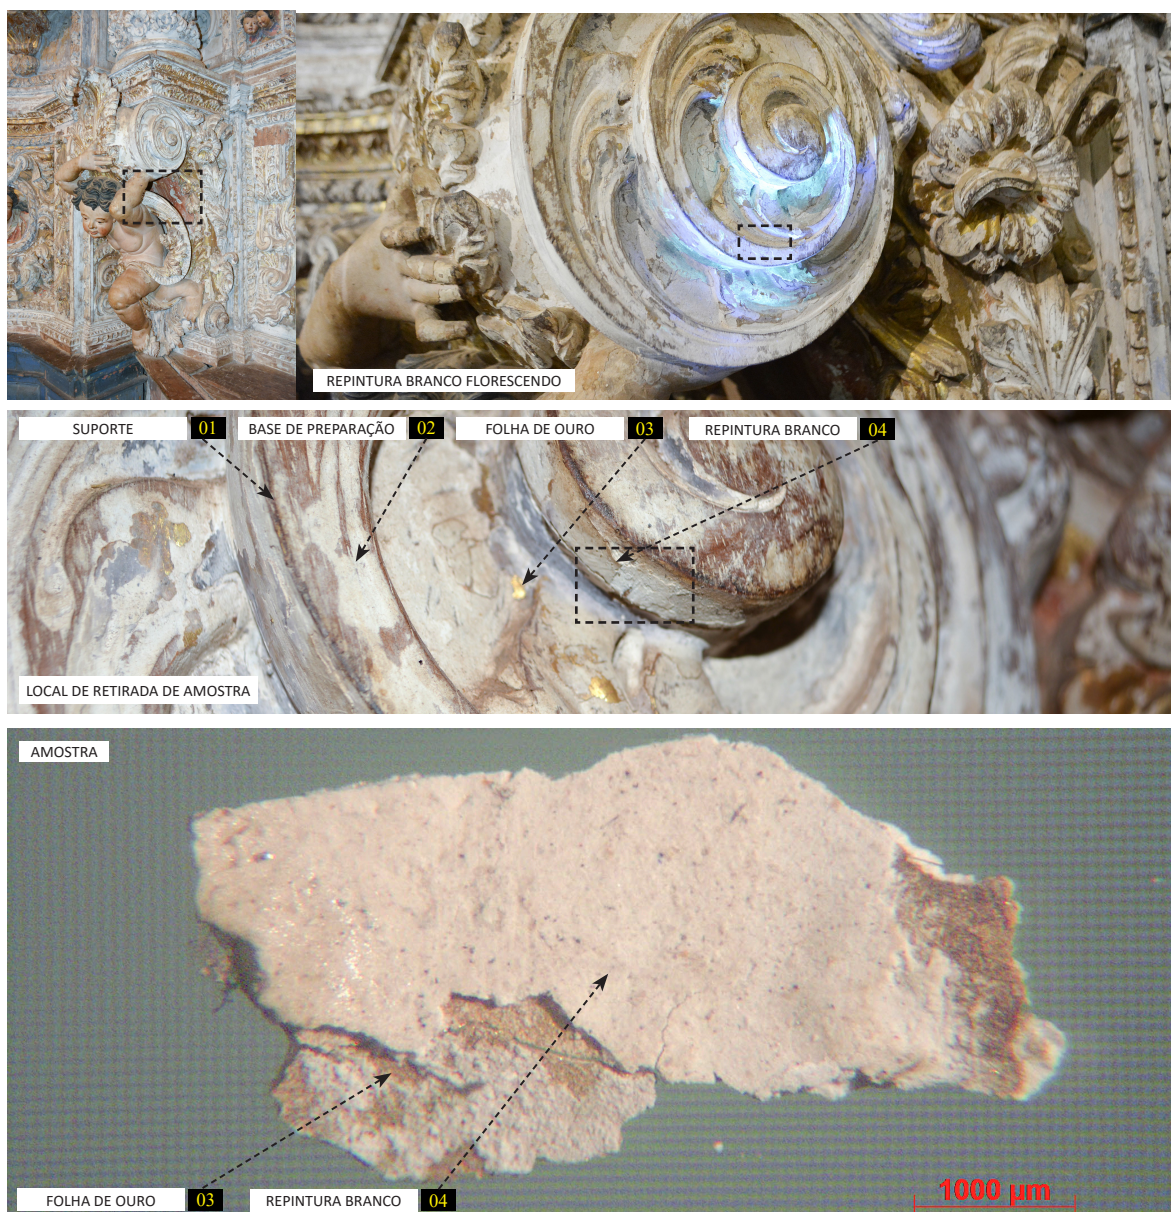 REPINTURA BRANCO FLORESCENDO
SUPORTE 01 BASE DE PREPARAÇÃO 02 FOLHA DE OURO 03 REPINTURA BRANCO 04
LOCAL DE RETIRADA DE AMOSTRA
AMOSTRA
FOLHA DE OURO 03 REPINTURA BRANCO 04
1000 µm